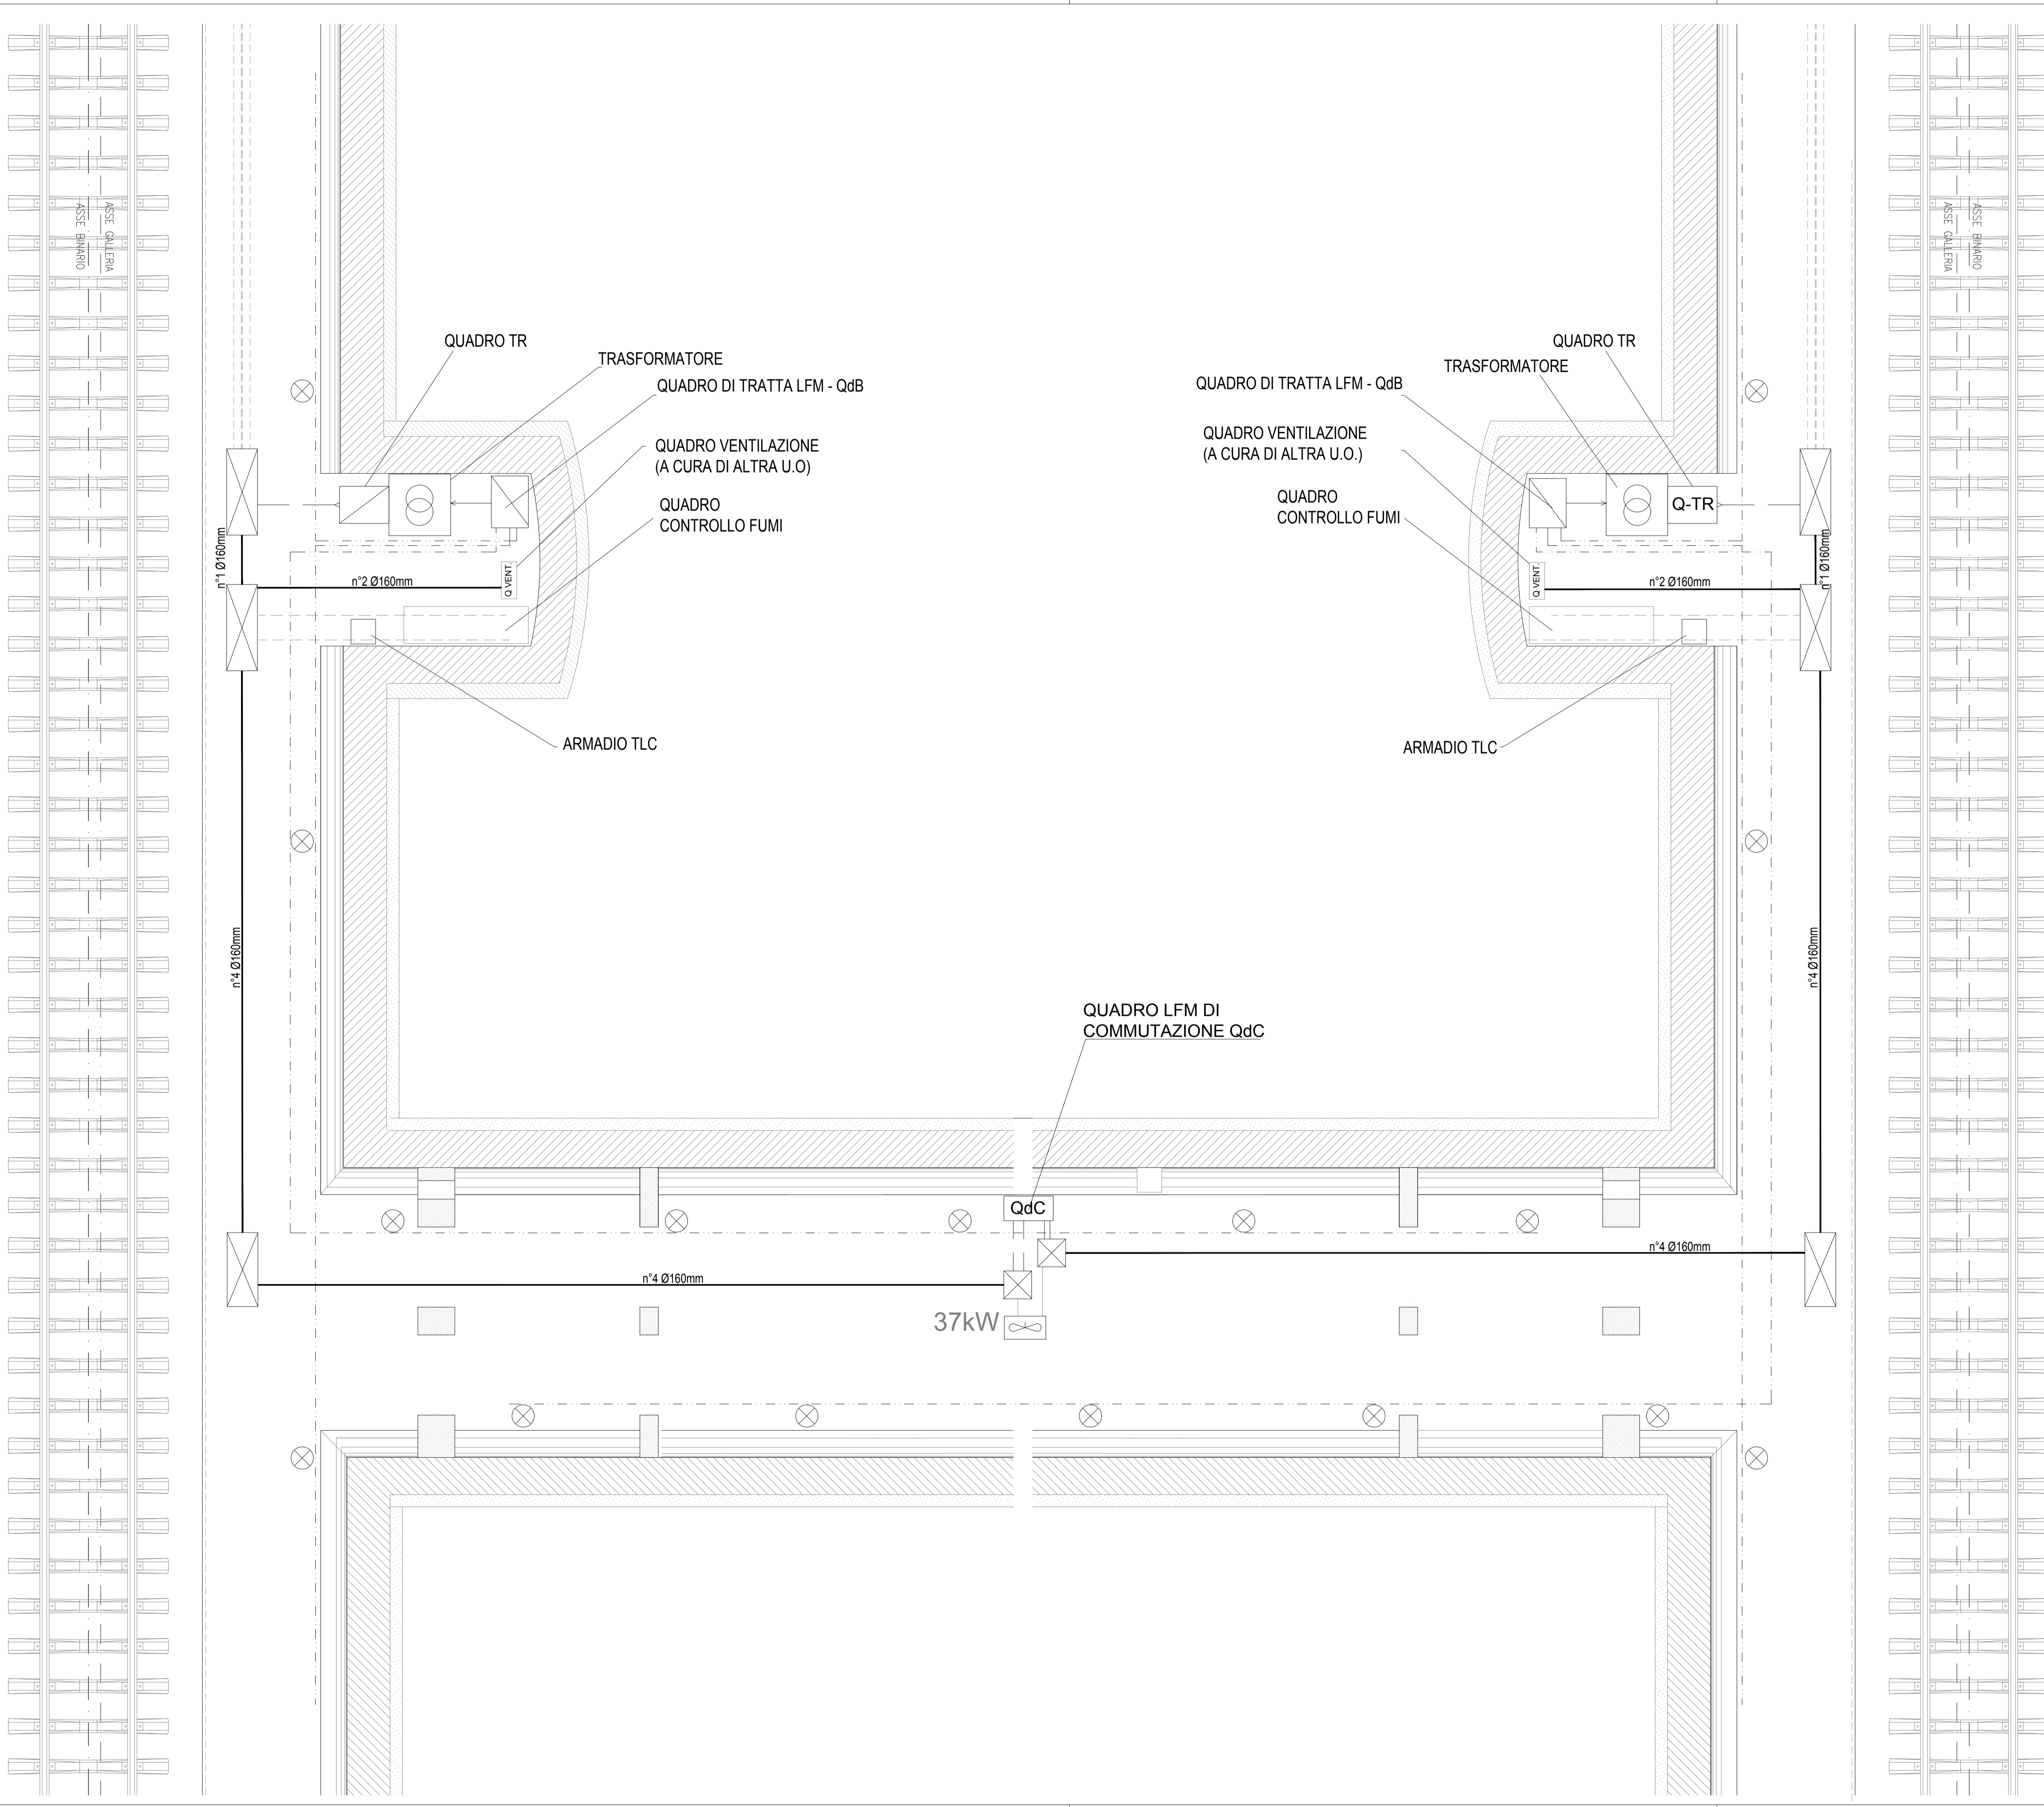 ASSE GALLERIA
ASSE BINARIO
ASSE BINARIO
ASSE GALLERIA
QUADRO TR
TRASFORMATORE
QUADRO DI TRATTA LFM - QdB
QUADRO VENTILAZIONE
(A CURA DI ALTRA U.O)
QUADRO
CONTROLLO FUMI
QUADRO TR
TRASFORMATORE
QUADRO DI TRATTA LFM - QdB
QUADRO VENTILAZIONE
(A CURA DI ALTRA U.O.)
QUADRO
CONTROLLO FUMI
Q-TR
n°1 Ø160mm
n°2 Ø160mm
Q VENT.
Q VENT.
n°2 Ø160mm
n°1 Ø160mm
ARMADIO TLC
ARMADIO TLC
n°4 Ø160mm
n°4 Ø160mm
QUADRO LFM DI
COMMUTAZIONE QdC
QdC
n°4 Ø160mm
n°4 Ø160mm
37kW